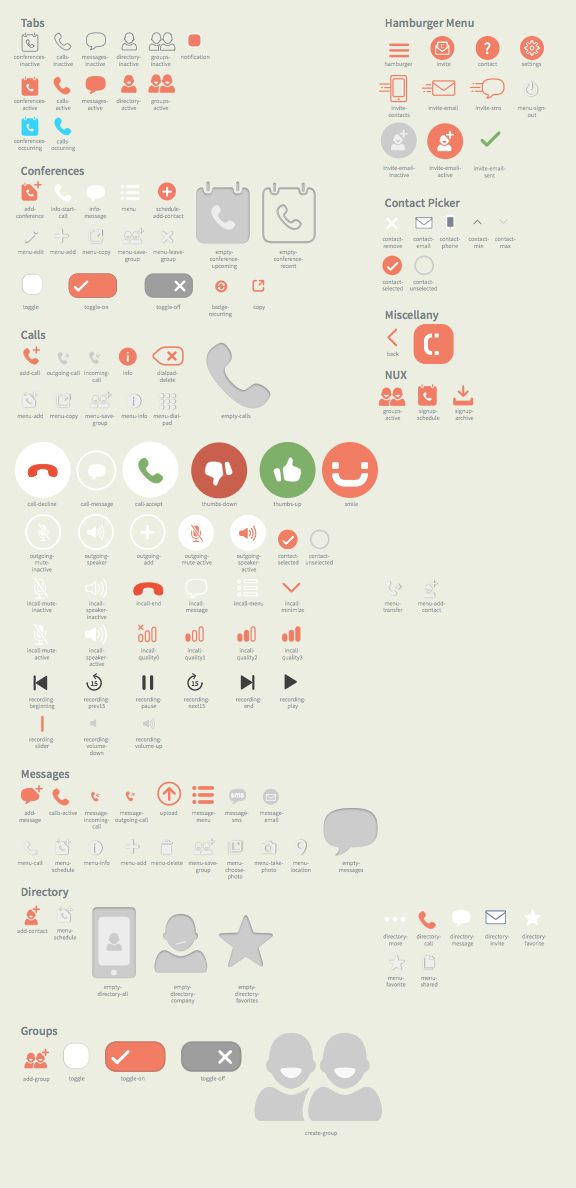 Tabs
conferences-
inactive
calls-
inactive
messages-
inactive
directory-
inactive
groups-
inactive
notification
conferences-
active
calls-
active
messages-
active
directory-
active
groups-
active
conferences-
occurring
calls-
occurring
Conferences
add-
conference
info-start-
call
info-
message
menu
schedule-
add-contact
menu-edit
menu-add
menu-copy
menu-save-
group
menu-leave-
group
empty-
conference-
upcoming
empty-
conference-
recent
toggle
toggle-on
toggle-off
badge-
recurring
copy
Calls
add-call
outgoing-call
incoming-
call
info
dialpad-
delete
menu-add
menu-copy
menu-save-
group
menu-info
menu-dial-
pad
empty-calls
call-decline
call-message
call-accept
thumbs-down
thumbs-up
smile
outgoing-
mute-
inactive
outgoing-
speaker
outgoing-
add
outgoing-
mute-active
outgoing-
speaker-
active
contact-
selected
contact-
unselected
incall-mute-
inactive
incall-
speaker-
inactive
incall-end
incall-
message
incall-menu
incall-
minimize
incall-mute-
active
incall-
speaker-
active
incall-
quality0
incall-
quality1
incall-
quality2
incall-
quality3
recording-
beginning
15
recording-
prev15
recording-
pause
15
recording-
next15
recording-
end
recording-
play
recording-
slider
recording-
volume-
down
recording-
volume-up
Messages
add-
message
calls-active
message-
incoming-
call
message-
outgoing-call
upload
message-
menu
sms
message-
sms
message-
email
menu-call
menu-
schedule
menu-info
menu-add
menu-delete
menu-save-
group
menu-
choose-
photo
menu-take-
photo
menu-
location
empty-
messages
Directory
add-contact
menu-
schedule
empty-
directory-all
empty-
directory-
company
empty-
directory-
favorites
Groups
add-group
toggle
toggle-on
toggle-off
create-group
Hamburger Menu
hamburger
invite
?
contact
settings
invite-
contacts
invite-email
invite-sms
menu-sign-
out
invite-email-
inactive
invite-email-
active
invite-email-
sent
Contact Picker
contact-
remove
contact-
email
contact-
phone
contact-
min
contact-
max
contact-
selected
contact-
unselected
Miscellany
back
NUX
groups-
active
signup-
schedule
signup-
archive
menu-
transfer
menu-add-
contact
directory-
more
directory-
call
directory-
message
directory-
invite
directory-
favorite
menu-
favorite
menu-
shared